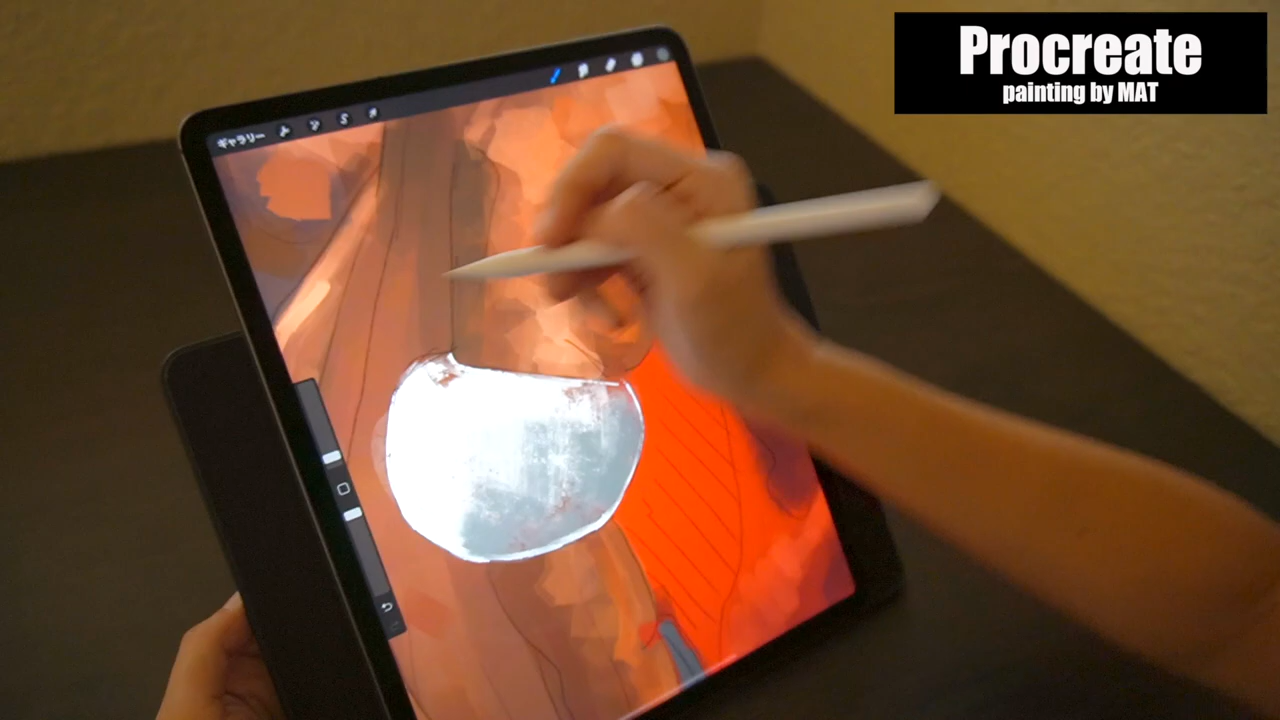 Procreate
painting by MAT
ギャラリー